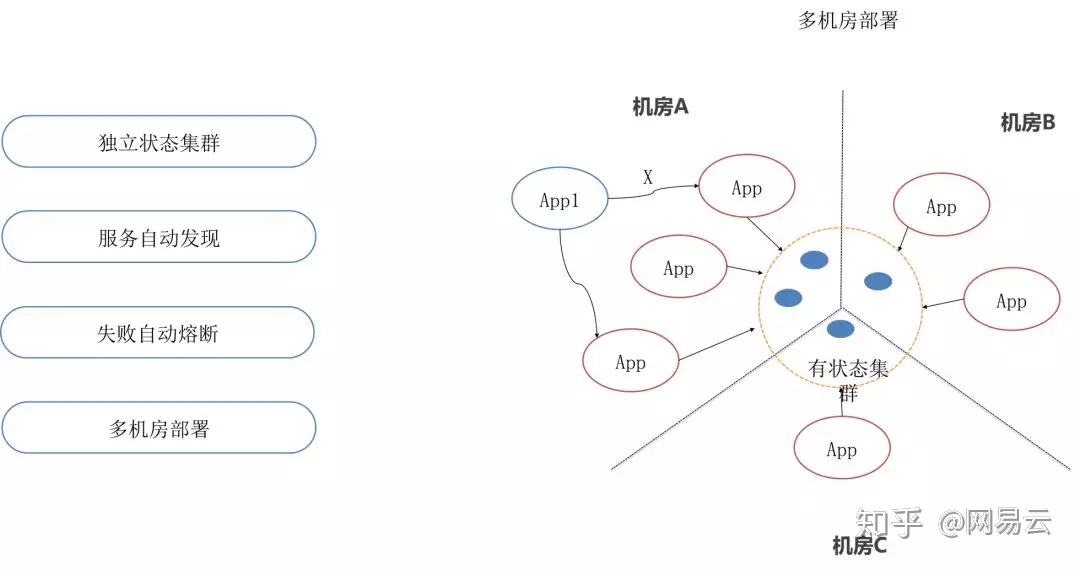 多机房部署
机房A
机房B
独立状态集群
X
App
App1
App
服务自动发现
App
App
失败自动熔断
App
有状态集
群
多机房部署
App
知乎 @网易云
机房C